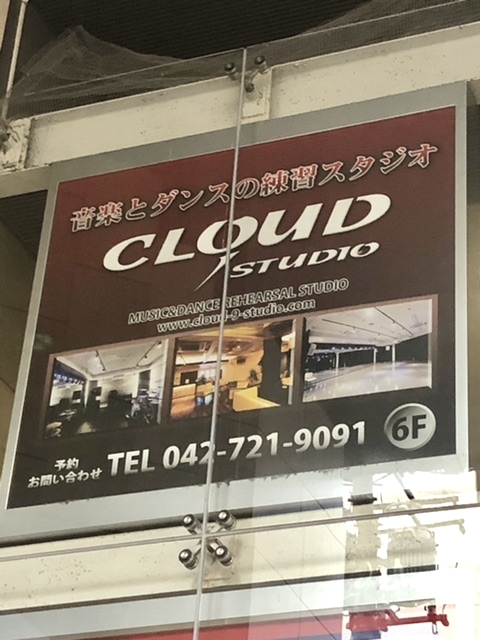 音楽とダンスの練習スタジオ
CLOUD
STUDIO
MUSIC&DANCE REHEARSAL STUDIO
www.cloud-9-studio.com
予約
お問い合わせ
TEL 042-721-9091
6F